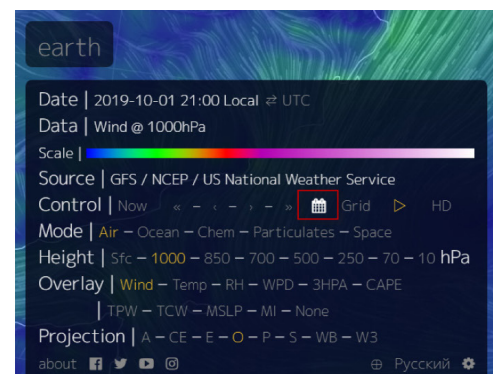 earth
Date | 2019-10-01 21:00 Local ⇄ UTC
Data | Wind @ 1000hPa
Scale |
Source | GFS / NCEP / US National Weather Service
Control | Now « – ‹ – › – » Grid HD
Mode | Air – Ocean – Chem – Particulates – Space
Height | Sfc – 1000 – 850 – 700 – 500 – 250 – 70 – 10 hPa
Overlay | Wind – Temp – RH – WPD – 3HPA – CAPE
| TPW – TCW – MSLP – MI – None
Projection | A – CE – E – O – P – S – WB – W3
about Русский